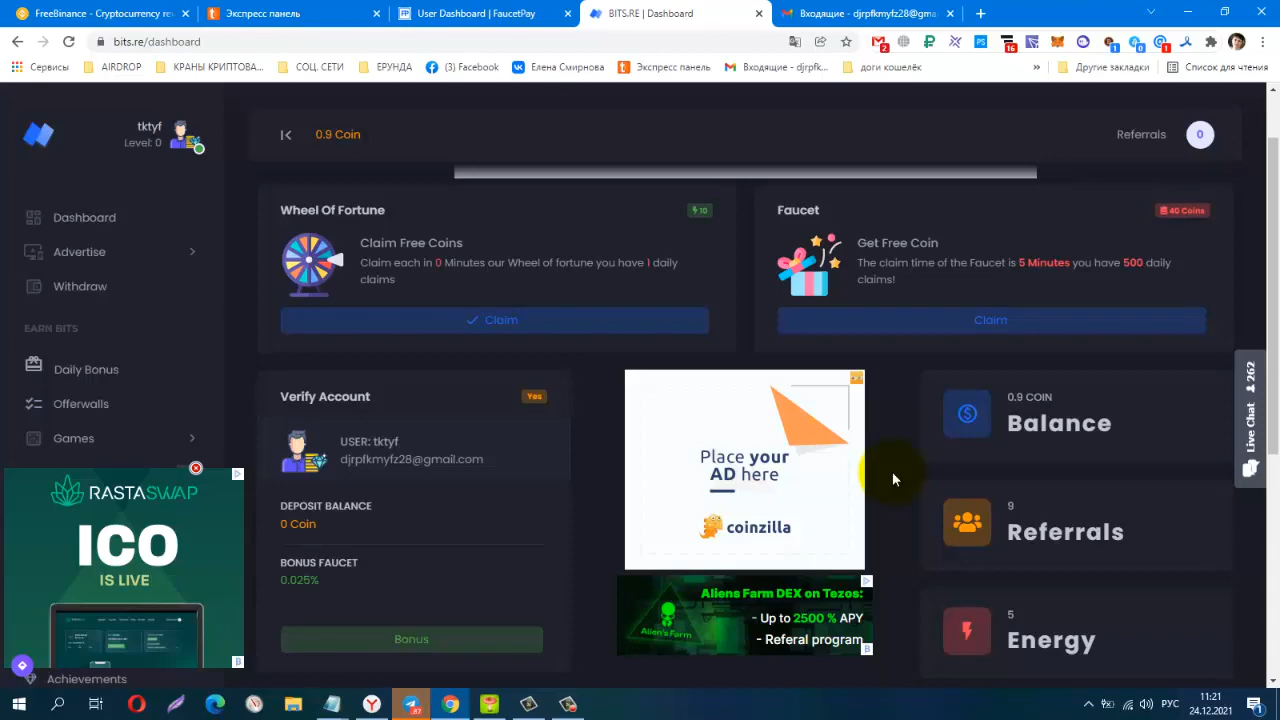 FreeBinance - Cryptocurrency re
Экспресс панель
User Dashboard | FaucetPay
BITS.RE | Dashboard
Входящие - djrpfkmyfz28@gma
bits.re/dashboard
Сервисы
AIRDROP
КРАНЫ КРИПТОВА...
СОЦ. СЕТИ
ЕРУНДА
(3) Facebook
Елена Смирнова
Экспресс панель
Входящие - djrpfk...
доги кошелёк
Другие закладки
Список для чтения
tktyf
Level: 0
0.9 Coin
Referrals
0
Dashboard
Advertise
Withdraw
EARN BITS
Daily Bonus
Offerwalls
Games
Achievements
Wheel Of Fortune
10
Claim Free Coins
Claim each in 0 Minutes our Wheel of fortune you have 1 daily
claims
Claim
Faucet
40 Coins
Get Free Coin
The claim time of the Faucet is 5 Minutes you have 500 daily
claims!
Claim
Verify Account
Yes
USER: tktyf
djrpfkmyfz28@gmail.com
DEPOSIT BALANCE
0 Coin
BONUS FAUCET
0.025%
Bonus
Place your
AD here
coinzilla
Aliens Farm DEX on Tezos:
- Up to 2500 % APY
- Referal program
Alien'sFarm
0.9 COIN
Balance
9
Referrals
5
Energy
Live Chat
262
RASTASWAP
ICO
IS LIVE
РУС
11:21
24.12.2021